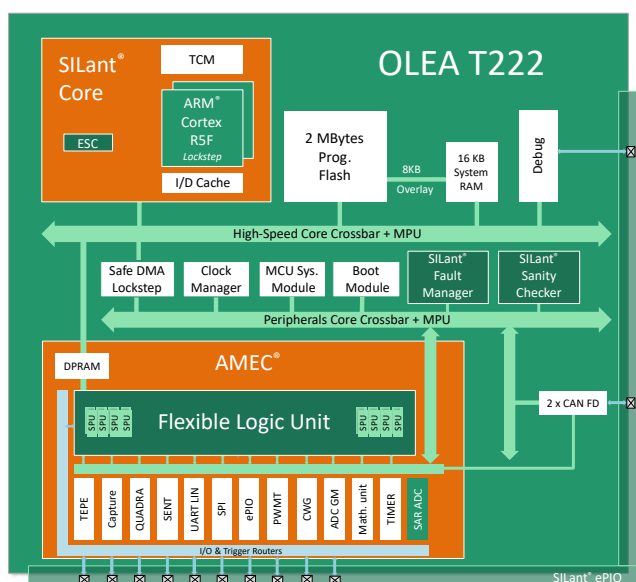 OLEA T222
SILant®
Core
TCM
ARM®
Cortex
R5F
Lockstep
ESC
I/D Cache
2 MBytes
Prog.
Flash
8KB
Overlay
16 KB
System
RAM
Debug
High-Speed Core Crossbar + MPU
Safe DMA
Lockstep
Clock
Manager
MCU Sys.
Module
Boot
Module
SILant®
Fault
Manager
SILant®
Sanity
Checker
Peripherals Core Crossbar + MPU
AMEC®
DPRAM
2 x CAN FD
Flexible Logic Unit
SPU
SPU
SPU
SPU
SPU
SPU
SPU
SPU
TEPE
Capture
QUADRA
SENT
UART LIN
SPI
ePIO
PWMT
CWG
ADC GM
Math. unit
TIMER
SAR ADC
I/O & Trigger Routers
SILant® ePIO